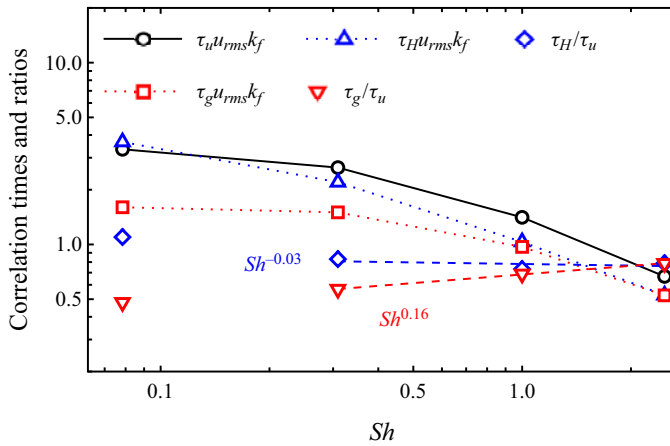 τ_u u_rms k_f
τ_H u_rms k_f
τ_H/τ_u
τ_g u_rms k_f
τ_g/τ_u
Correlation times and ratios
10.0
5.0
1.0
0.5
Sh^−0.03
Sh^0.16
0.1
0.5
1.0
Sh